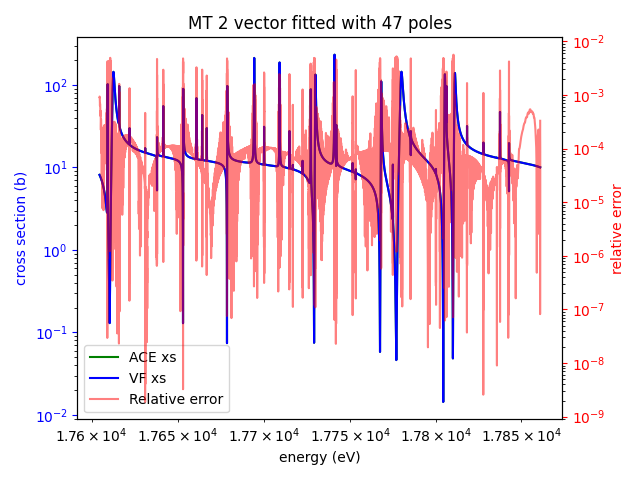 MT 2 vector fitted with 47 poles
10²
10¹
10⁰
10⁻¹
10⁻²
cross section (b)
10⁻²
10⁻³
10⁻⁴
10⁻⁵
10⁻⁶
10⁻⁷
10⁻⁸
10⁻⁹
relative error
ACE xs
VF xs
Relative error
1.76 × 10⁴ 1.765 × 10⁴ 1.77 × 10⁴ 1.775 × 10⁴ 1.78 × 10⁴ 1.785 × 10⁴
energy (eV)